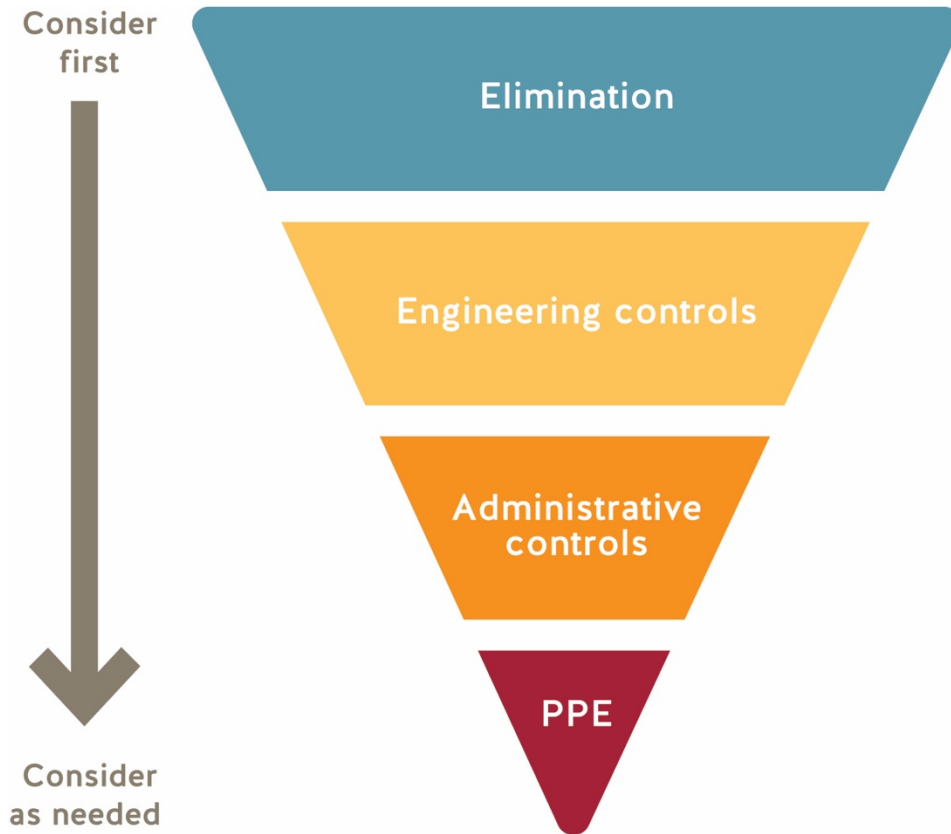 Consider
first
Elimination
Engineering controls
Administrative
controls
PPE
Consider
as needed